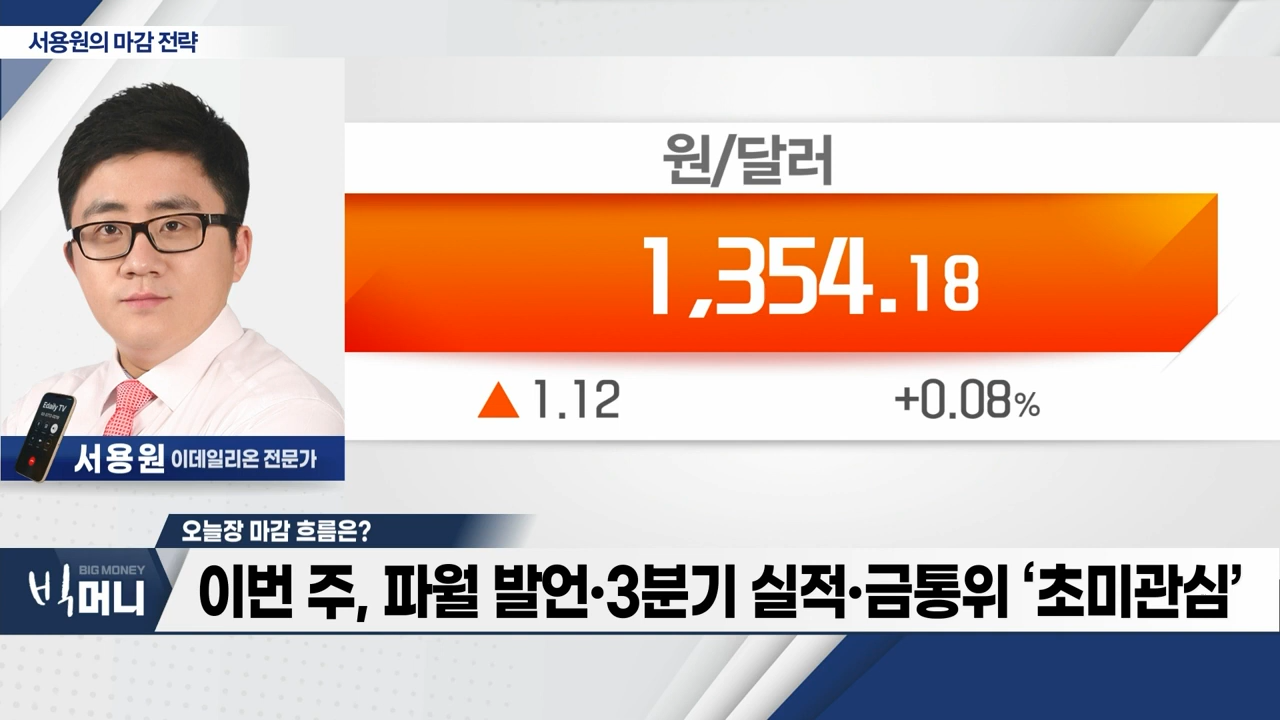 서용원의 마감 전략
원/달러
1,354.18
▲ 1.12
+0.08%
Edaily TV
서용원 이데일리온 전문가
오늘장 마감 흐름은?
BIG MONEY
빅머니
이번 주, 파월 발언·3분기 실적·금통위 ‘초미관심’